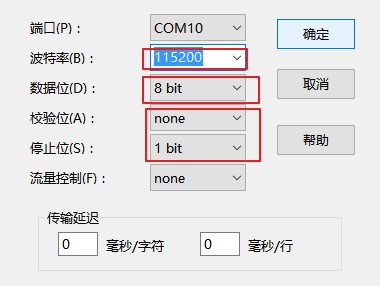 端口(P)： COM10 确定
波特率(B)： 115200
数据位(D)： 8 bit 取消
校验位(A)： none
停止位(S)： 1 bit 帮助
流量控制(F)： none
传输延迟
0 毫秒/字符 0 毫秒/行